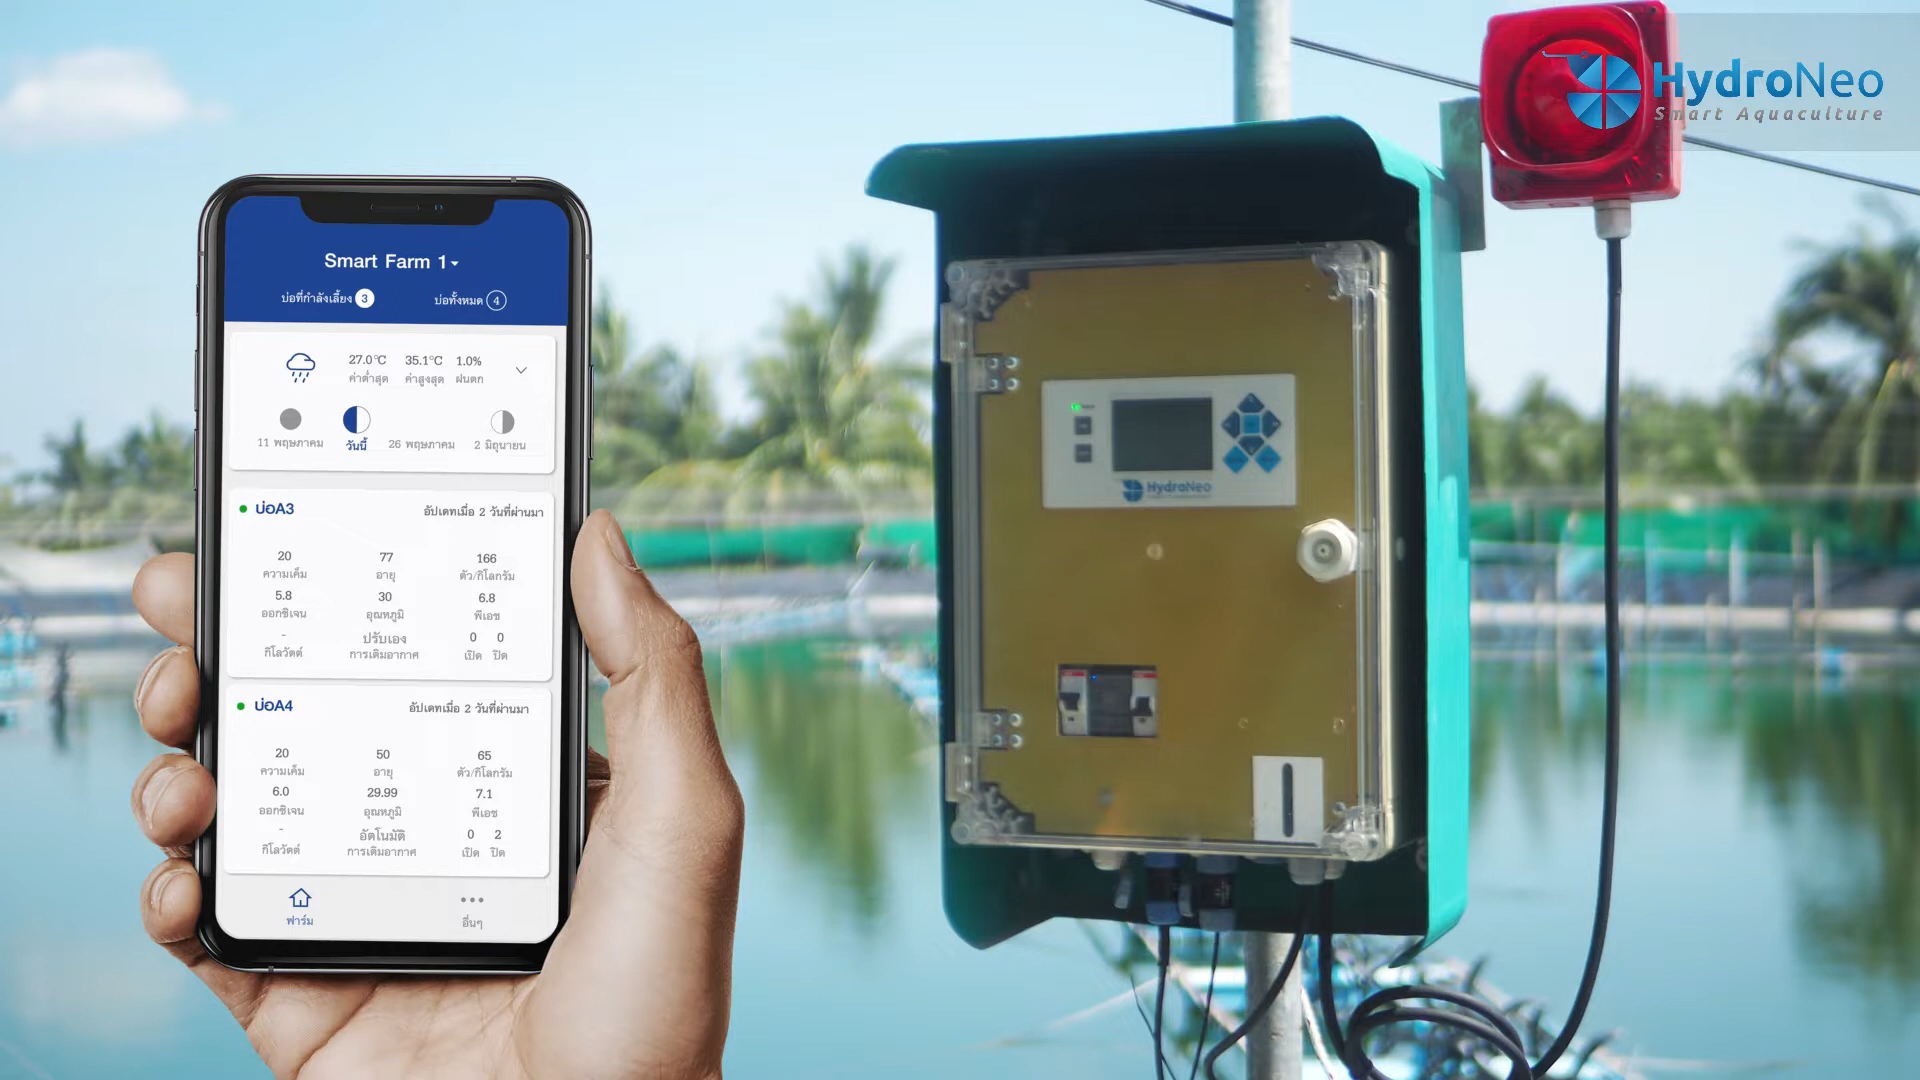 HydroNeo
Smart Aquaculture
Smart Farm 1
บ่อที่กำลังเลี้ยง 3 บ่อทั้งหมด 4
27.0°C 35.1°C 1.0%
ค่าต่ำสุด ค่าสูงสุด ฝนตก
11 พฤษภาคม วันนี้ 26 พฤษภาคม 2 มิถุนายน
บ่อA3 อัปเดทเมื่อ 2 วันที่ผ่านมา
20 77 166
ความเค็ม อายุ ตัว/กิโลกรัม
5.8 30 6.8
ออกซิเจน อุณหภูมิ พีเอช
- ปรับเอง 0 0
กิโลวัตต์ การเติมอากาศ เปิด ปิด
บ่อA4 อัปเดทเมื่อ 2 วันที่ผ่านมา
20 50 65
ความเค็ม อายุ ตัว/กิโลกรัม
6.0 29.99 7.1
ออกซิเจน อุณหภูมิ พีเอช
- อัตโนมัติ 0 2
กิโลวัตต์ การเติมอากาศ เปิด ปิด
ฟาร์ม อื่นๆ
HydroNeo